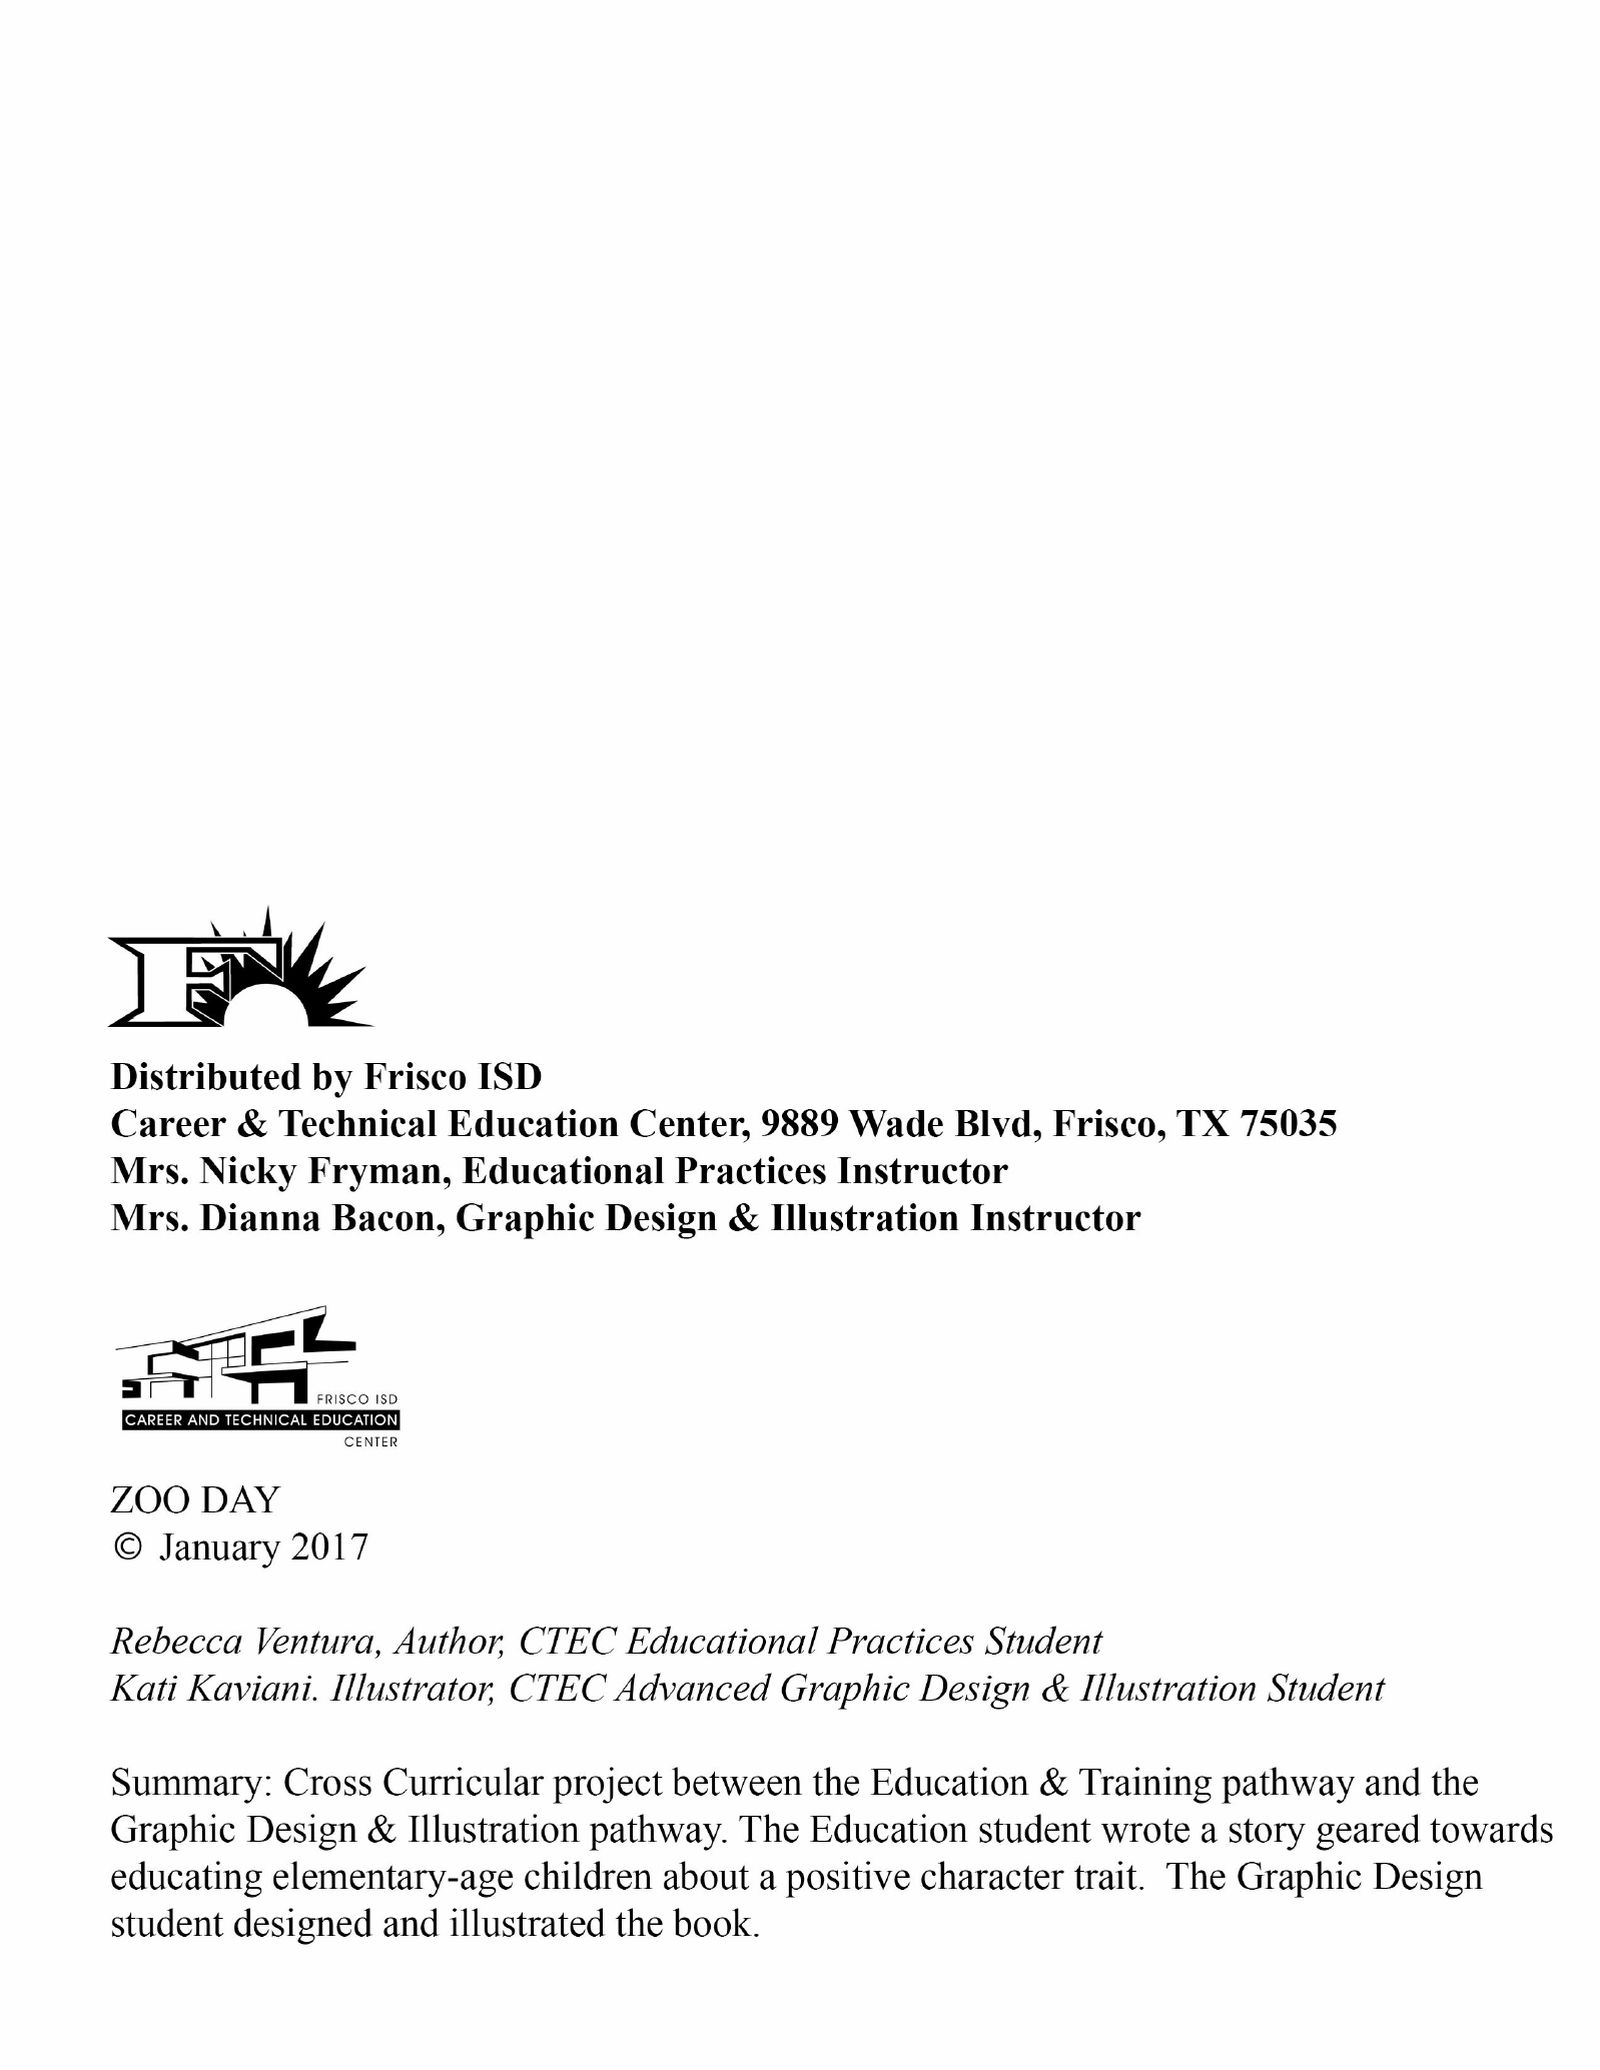 Distributed by Frisco ISD
Career & Technical Education Center, 9889 Wade Blvd, Frisco, TX 75035
Mrs. Nicky Fryman, Educational Practices Instructor
Mrs. Dianna Bacon, Graphic Design & Illustration Instructor
FRISCO ISD
CAREER AND TECHNICAL EDUCATION
CENTER
ZOO DAY
© January 2017
Rebecca Ventura, Author, CTEC Educational Practices Student
Kati Kaviani. Illustrator, CTEC Advanced Graphic Design & Illustration Student
Summary: Cross Curricular project between the Education & Training pathway and the
Graphic Design & Illustration pathway. The Education student wrote a story geared towards
educating elementary-age children about a positive character trait.  The Graphic Design
student designed and illustrated the book.